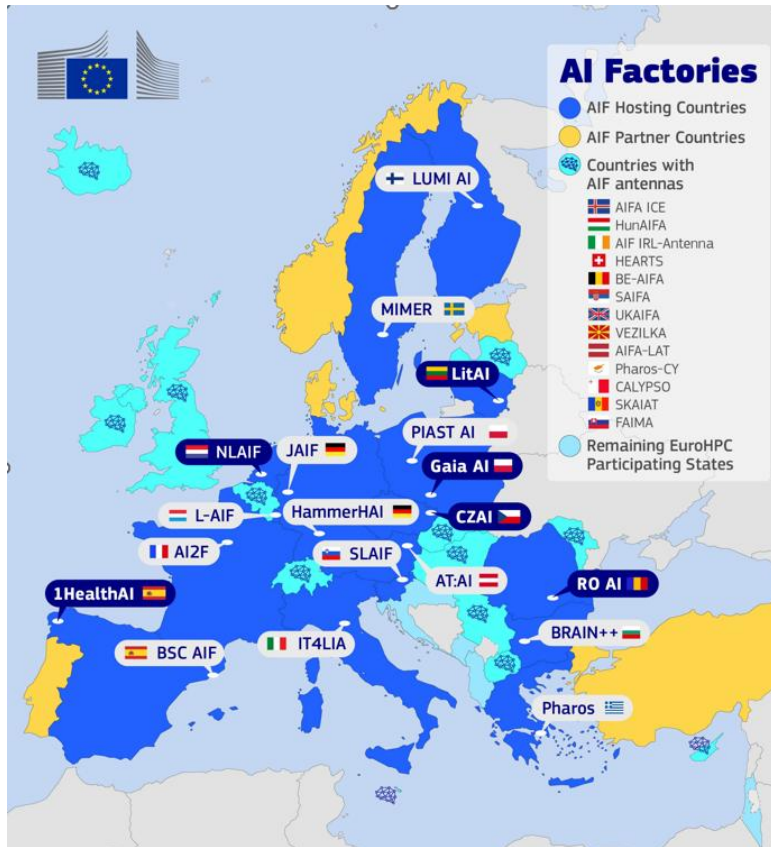 AI Factories
AIF Hosting Countries
AIF Partner Countries
Countries with
AIF antennas
AIFA ICE
HunAIFA
AIF IRL-Antenna
HEARTS
BE-AIFA
SAIFA
UKAIFA
VEZILKA
AIFA-LAT
Pharos-CY
CALYPSO
SKAIAT
FAIMA
Remaining EuroHPC
Participating States
LUMI AI
MIMER
LitAI
PIAST AI
JAIF
NLAIF
Gaia AI
L-AIF
HammerHAI
CZAI
AI2F
SLAIF
AT:AI
1HealthAI
RO AI
BSC AIF
IT4LIA
BRAIN++
Pharos